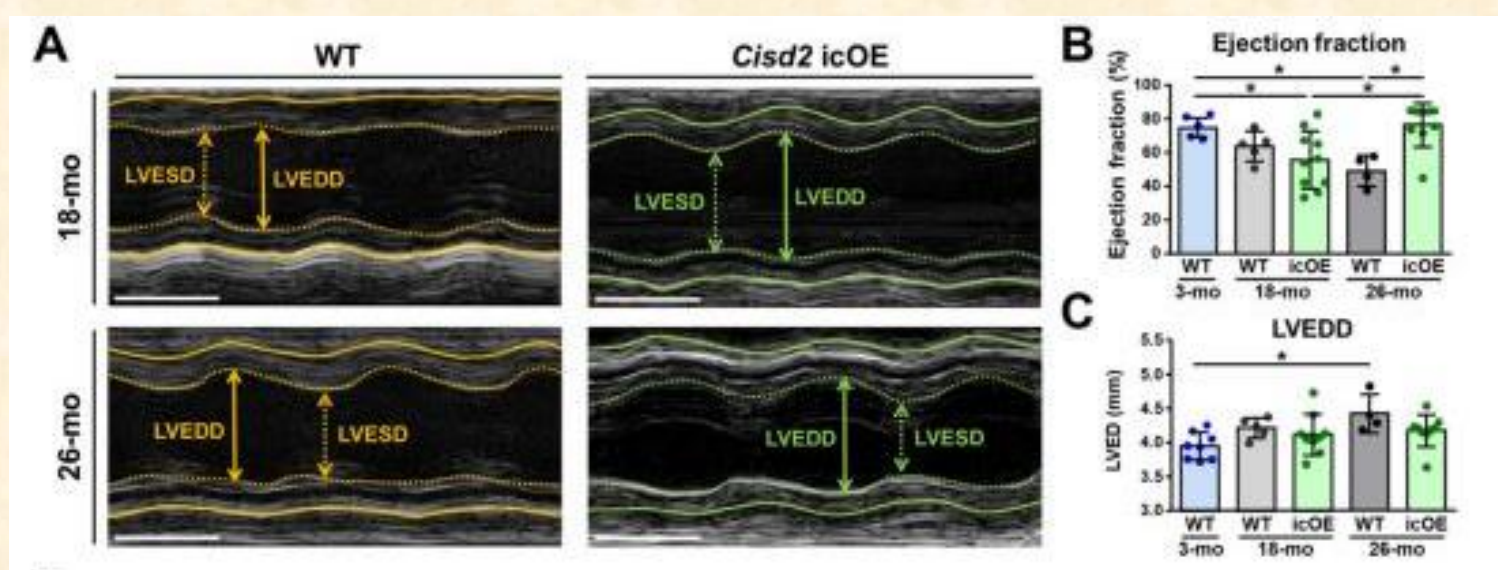 A
WT
Cisd2 icOE
18-mo
LVESD
LVEDD
LVESD
LVEDD
26-mo
LVEDD
LVESD
LVEDD
LVESD
B
Ejection fraction
Ejection fraction (%)
* *
* *
100
80
60
40
20
0
WT WT icOE WT icOE
3-mo 18-mo 26-mo
C
LVEDD
LVED (mm)
*
5.5
5.0
4.5
4.0
3.5
3.0
WT WT icOE WT icOE
3-mo 18-mo 26-mo